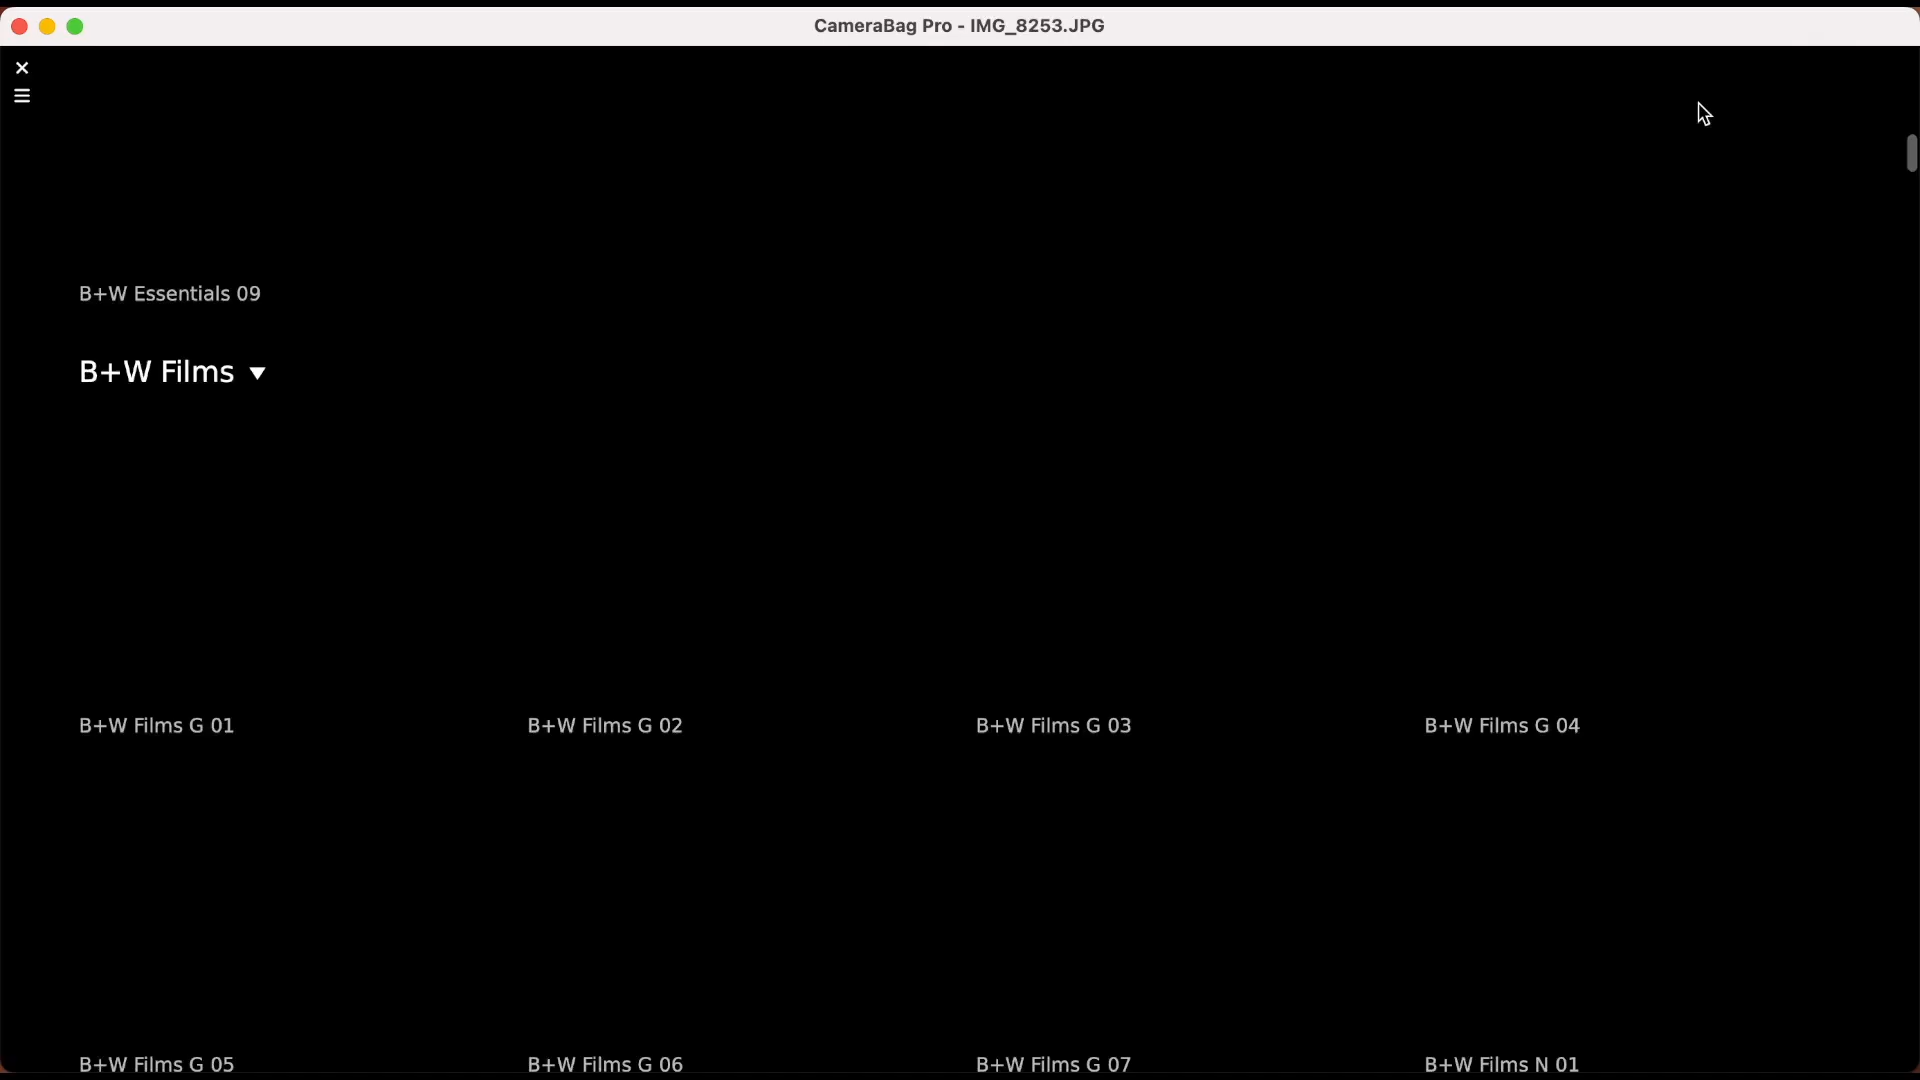 CameraBag Pro - IMG_8253.JPG
B+W Essentials 09
B+W Films ▼
B+W Films G 01 B+W Films G 02 B+W Films G 03 B+W Films G 04
B+W Films G 05 B+W Films G 06 B+W Films G 07 B+W Films N 01